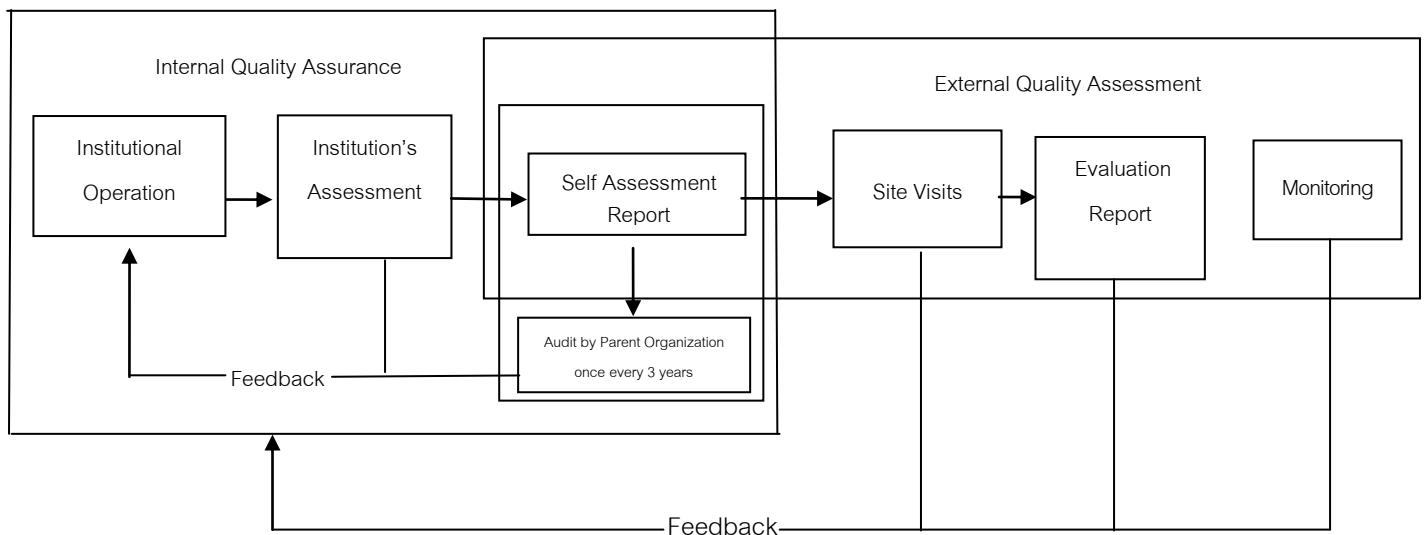 Internal Quality Assurance
External Quality Assessment
Institutional
Operation
Institution’s
Assessment
Self Assessment
Report
Site Visits
Evaluation
Report
Monitoring
Audit by Parent Organization
once every 3 years
Feedback
Feedback